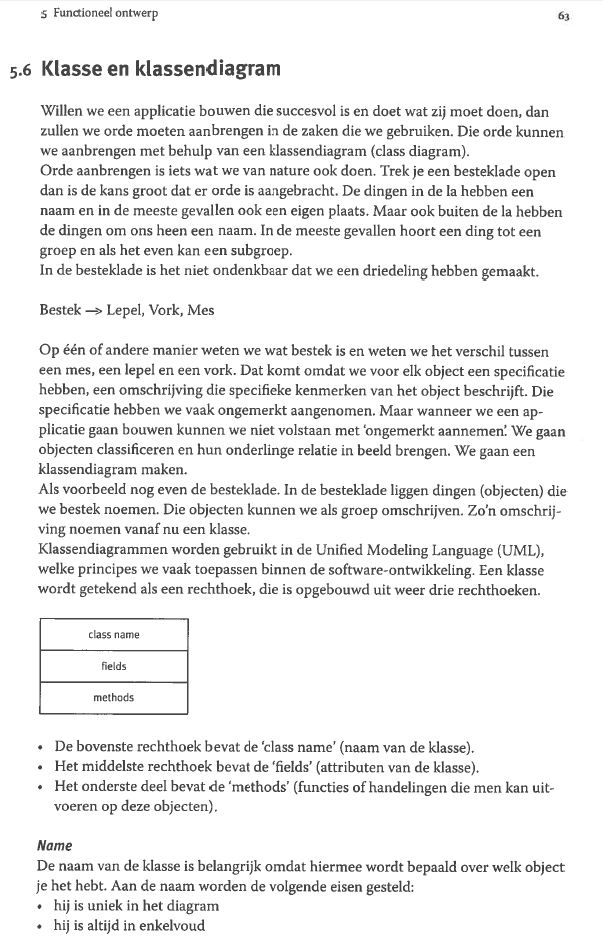 5 Functioneel ontwerp
63
5.6 Klasse en klassendiagram
Willen we een applicatie bouwen die succesvol is en doet wat zij moet doen, dan
zullen we orde moeten aanbrengen in de zaken die we gebruiken. Die orde kunnen
we aanbrengen met behulp van een klassendiagram (class diagram).
Orde aanbrengen is iets wat we van nature ook doen. Trek je een besteklade open
dan is de kans groot dat er orde is aangebracht. De dingen in de la hebben een
naam en in de meeste gevallen ook een eigen plaats. Maar ook buiten de la hebben
de dingen om ons heen een naam. In de meeste gevallen hoort een ding tot een
groep en als het even kan een subgroep.
In de besteklade is het niet ondenkbaar dat we een driedeling hebben gemaakt.
Bestek → Lepel, Vork, Mes
Op één of andere manier weten we wat bestek is en weten we het verschil tussen
een mes, een lepel en een vork. Dat komt omdat we voor elk object een specificatie
hebben, een omschrijving die specifieke kenmerken van het object beschrijft. Die
specificatie hebben we vaak ongemerkt aangenomen. Maar wanneer we een ap-
plicatie gaan bouwen kunnen we niet volstaan met ‘ongemerkt aannemen’. We gaan
objecten classificeren en hun onderlinge relatie in beeld brengen. We gaan een
klassendiagram maken.
Als voorbeeld nog even de besteklade. In de besteklade liggen dingen (objecten) die
we bestek noemen. Die objecten kunnen we als groep omschrijven. Zo’n omschrij-
ving noemen vanaf nu een klasse.
Klassendiagrammen worden gebruikt in de Unified Modeling Language (UML),
welke principes we vaak toepassen binnen de software-ontwikkeling. Een klasse
wordt getekend als een rechthoek, die is opgebouwd uit weer drie rechthoeken.
class name
fields
methods
• De bovenste rechthoek bevat de ‘class name’ (naam van de klasse).
• Het middelste rechthoek bevat de ‘fields’ (attributen van de klasse).
• Het onderste deel bevat de ‘methods’ (functies of handelingen die men kan uit-
voeren op deze objecten).
Name
De naam van de klasse is belangrijk omdat hiermee wordt bepaald over welk object
je het hebt. Aan de naam worden de volgende eisen gesteld:
• hij is uniek in het diagram
• hij is altijd in enkelvoud